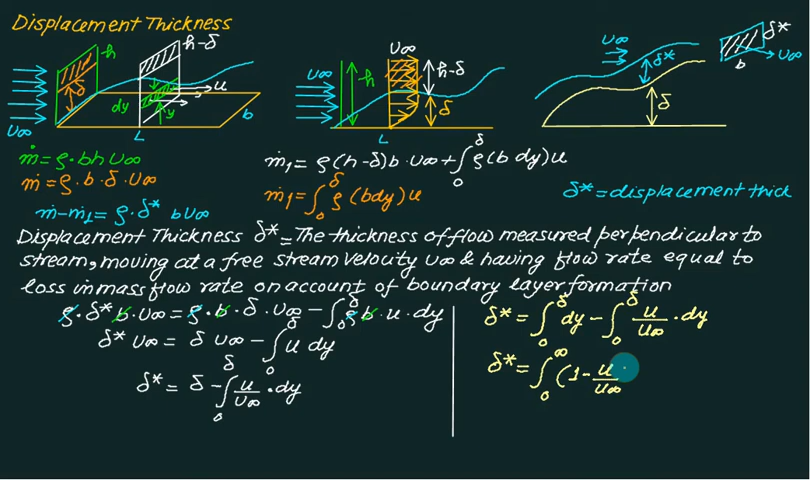 Displacement Thickness
h
h-δ
δ
dy
y
u
U∞
L
b
U∞
h
U∞
h-δ
δ
L
U∞
δ*
δ
δ*
b
U∞
ṁ = ρ·bh U∞
ṁ = ρ·b·δ·U∞
ṁ-ṁ₁ = ρ·δ* b U∞
ṁ₁ = ρ(h-δ)b·U∞ + ∫₀^δ ρ(b dy)u
ṁ₁ = ∫₀^δ ρ(bdy)u
δ* = displacement thick
Displacement Thickness δ* = The thickness of flow measured perpendicular to
stream, moving at a free stream velocity u∞ & having flow rate equal to
loss in mass flow rate on account of boundary layer formation
ρ·δ* b·U∞ = ρ·b·δ·U∞ - ∫₀^δ ρ b·u·dy
δ* U∞ = δ U∞ - ∫₀^δ u dy
δ* = δ - ∫₀^δ u/U∞ · dy
δ* = ∫₀^δ dy - ∫₀^δ u/u∞ · dy
δ* = ∫₀^∞ (1 - u/u∞